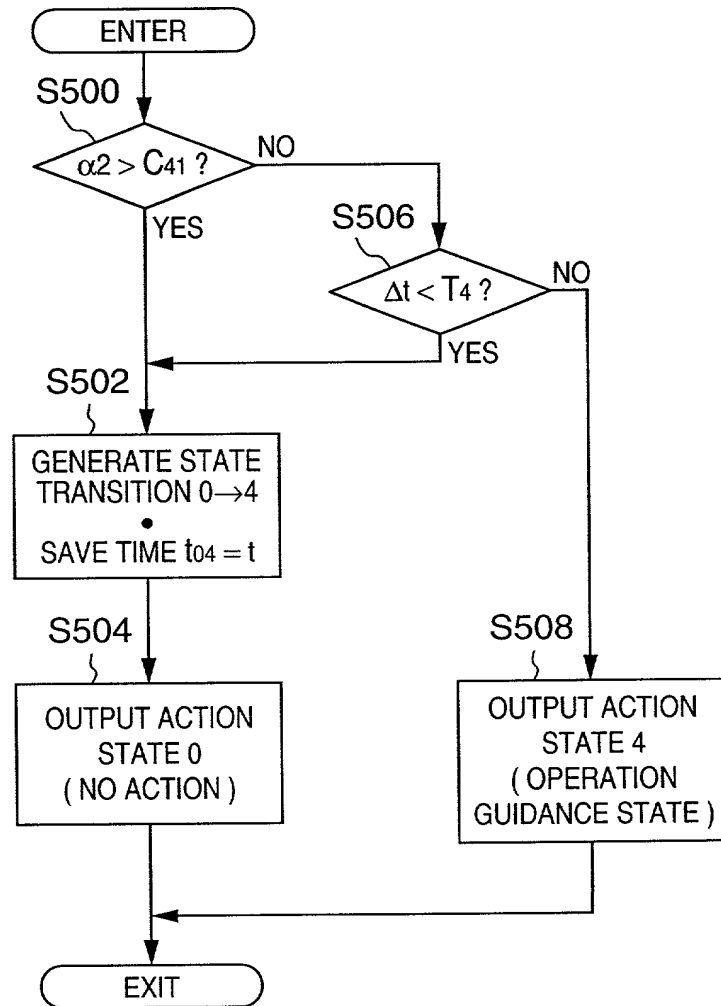 ENTER
S500
α2 > C41 ?
NO
YES
S506
Δt < T4 ?
NO
YES
S502
GENERATE STATE
TRANSITION 0→4
•
SAVE TIME t04 = t
S504
OUTPUT ACTION
STATE 0
( NO ACTION )
S508
OUTPUT ACTION
STATE 4
( OPERATION
GUIDANCE STATE )
EXIT